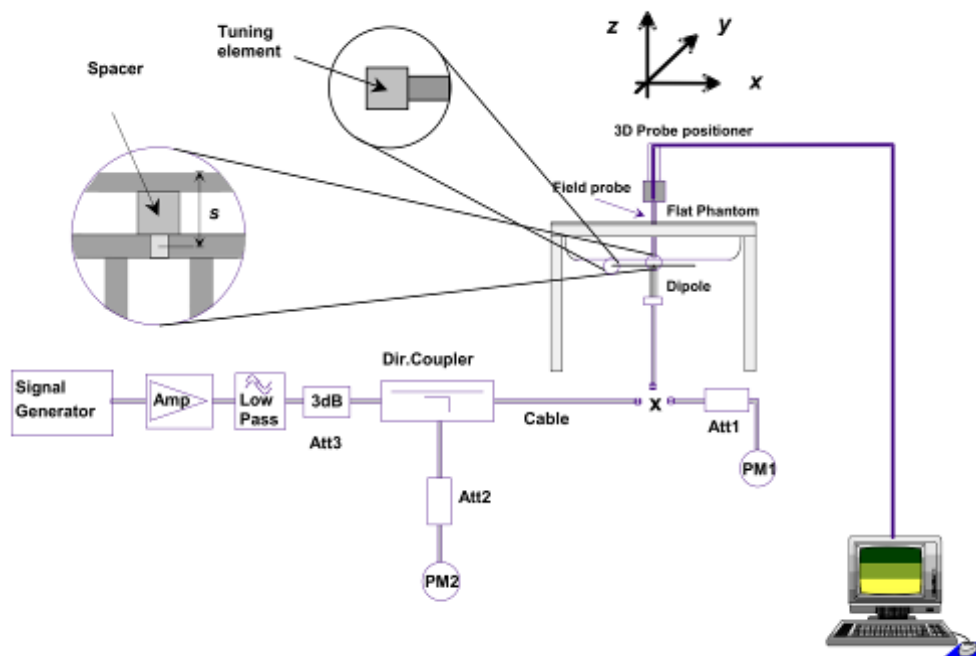 Tuning
element
z
y
x
Spacer
3D Probe positioner
s
Field probe
Flat Phantom
Dipole
Dir.Coupler
Signal
Generator
Amp
Low
Pass
3dB
Att3
Cable
x
Att1
PM1
Att2
PM2